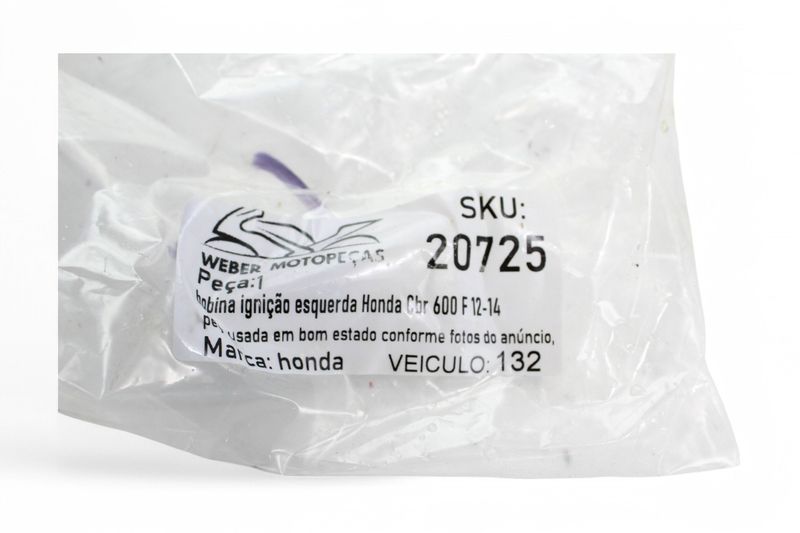 SKU:
20725
WEBER MOTOPEÇAS
Peça:1
bobina ignição esquerda Honda Cbr 600 F 12-14
usada em bom estado conforme fotos do anúncio,
Marca: honda
VEICULO: 132